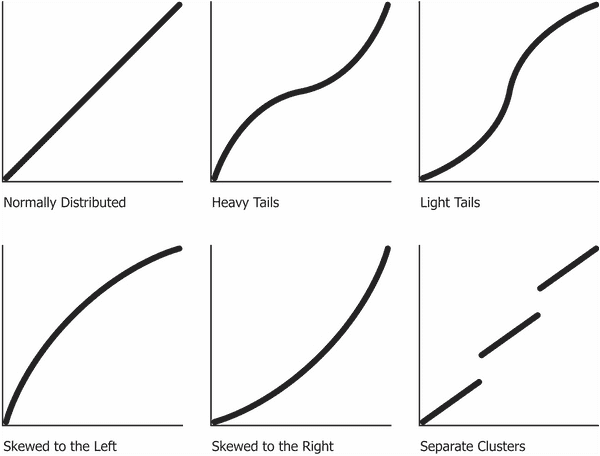 Normally Distributed
Heavy Tails
Light Tails
Skewed to the Left
Skewed to the Right
Separate Clusters